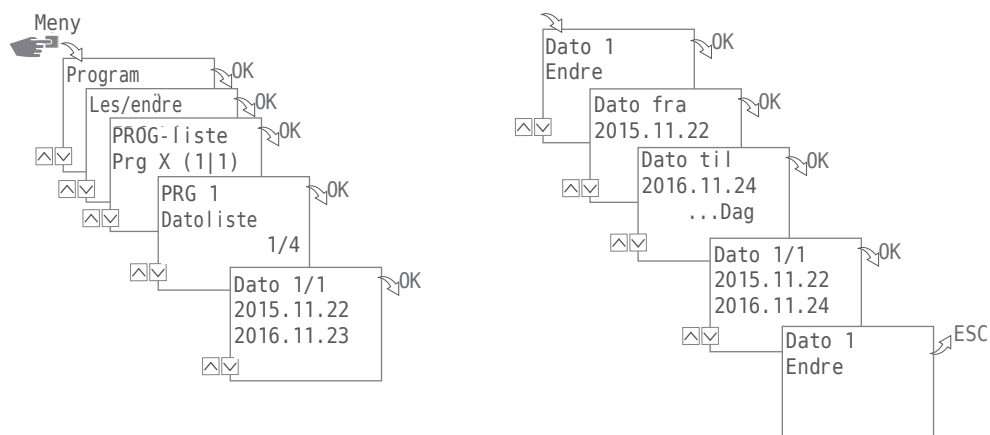 Meny
Program
OK
Les/endre
OK
PROG-liste
Prg X (1|1)
OK
PRG 1
Datoliste
1/4
OK
Dato 1/1
2015.11.22
2016.11.23
OK
Dato 1
Endre
OK
Dato fra
2015.11.22
OK
Dato til
2016.11.24
...Dag
OK
Dato 1/1
2015.11.22
2016.11.24
OK
Dato 1
Endre
ESC